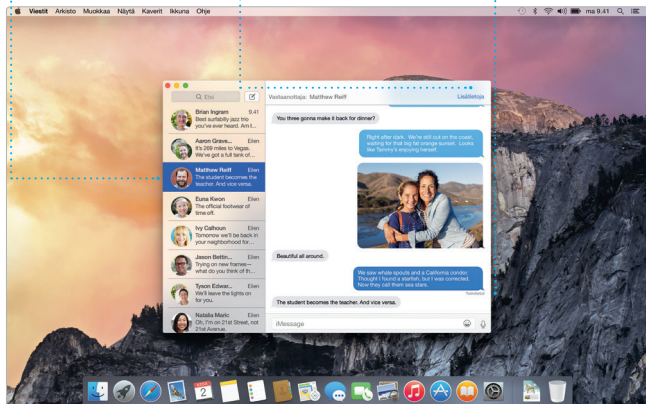 Viestit Arkisto Muokkaa Näytä Kaverit Ikkuna Ohje
ma 9.41
Etsi
Brian Ingram 9.41
Best surfabilly jazz trio
you've ever heard. Am I...
Aaron Grave... Eilen
It's 269 miles to Vegas.
We've got a full tank of...
Matthew Reiff Eilen
The student becomes the
teacher. And vice versa.
Euna Kwon Eilen
The official footwear of
time off.
Ivy Calhoun Eilen
Tomorrow we'll be back in
your neighborhood for...
Jason Bettin... Eilen
Trying on new frames—
what do you think of th...
Tyson Edwar... Eilen
We'll leave the lights on
for you.
Natalia Maric Eilen
Oh, I'm on 21st Street, not
21st Avenue.
Vastaanottaja: Matthew Reiff Lisätietoja
You three gonna make it back for dinner?
Right after dark. We're still out on the coast,
waiting for that big fat orange sunset. Looks
like Tammy's enjoying herself.
Beautiful all around.
We saw whale spouts and a California condor.
Thought I found a starfish, but I was corrected.
Now they call them sea stars.
Toimitettu
The student becomes the teacher. And vice versa.
iMessage
2